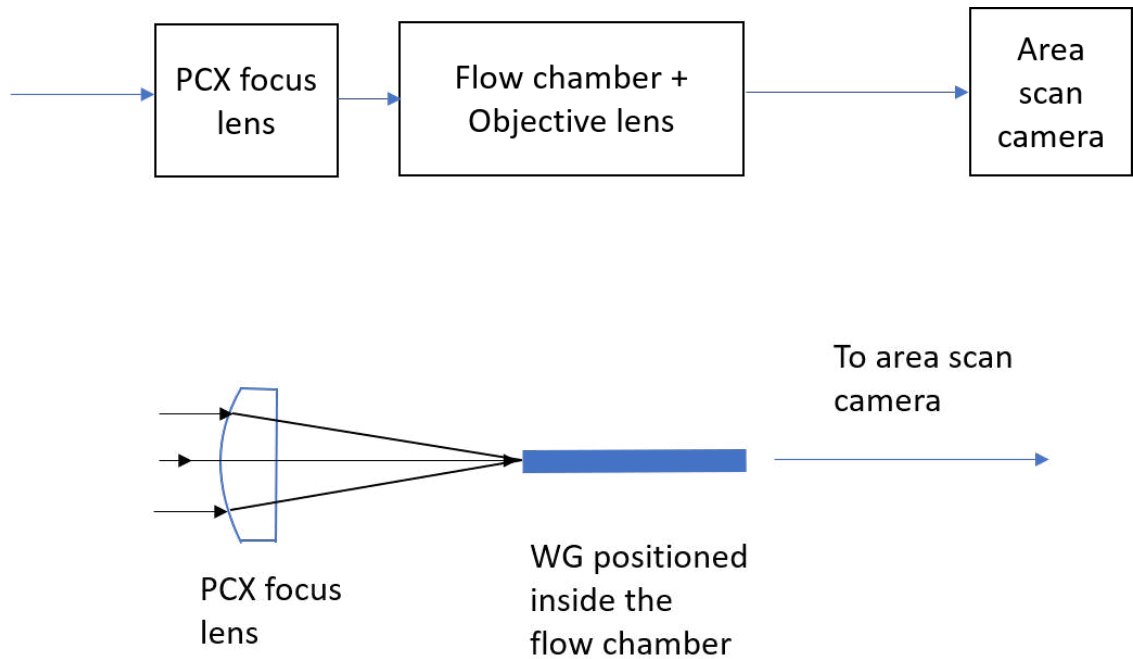 PCX focus
lens
Flow chamber +
Objective lens
Area
scan
camera
To area scan
camera
PCX focus
lens
WG positioned
inside the
flow chamber